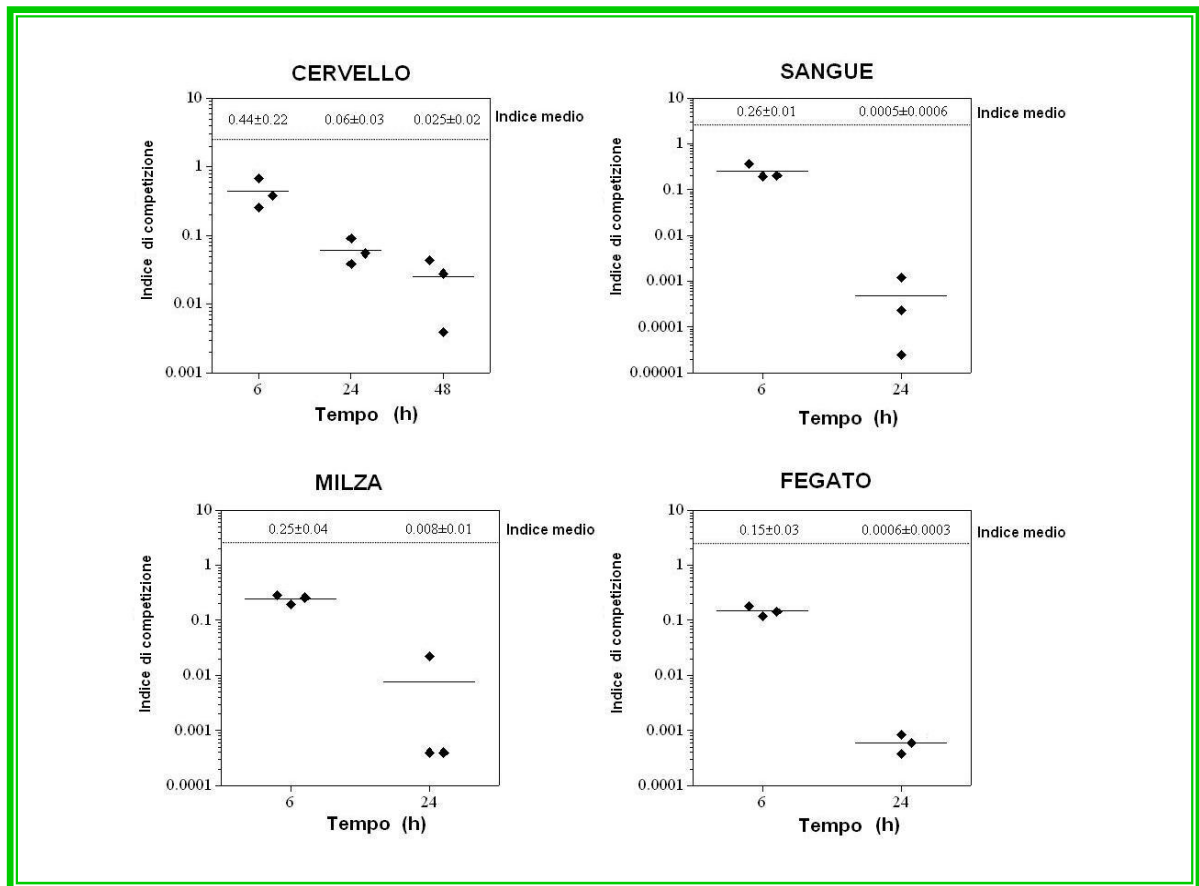 CERVELLO
10
0.44±0.22 0.06±0.03 0.025±0.02 Indice medio
1
0.1
0.01
0.001
Indice di competizione
6 24 48
Tempo (h)
SANGUE
10
0.26±0.01 0.0005±0.0006 Indice medio
1
0.1
0.01
0.001
0.0001
0.00001
Indice di competizione
6 24
Tempo (h)
MILZA
10
0.25±0.04 0.008±0.01 Indice medio
1
0.1
0.01
0.001
0.0001
Indice di competizione
6 24
Tempo (h)
FEGATO
10
0.15±0.03 0.0006±0.0003 Indice medio
1
0.1
0.01
0.001
0.0001
Indice di competizione
6 24
Tempo (h)